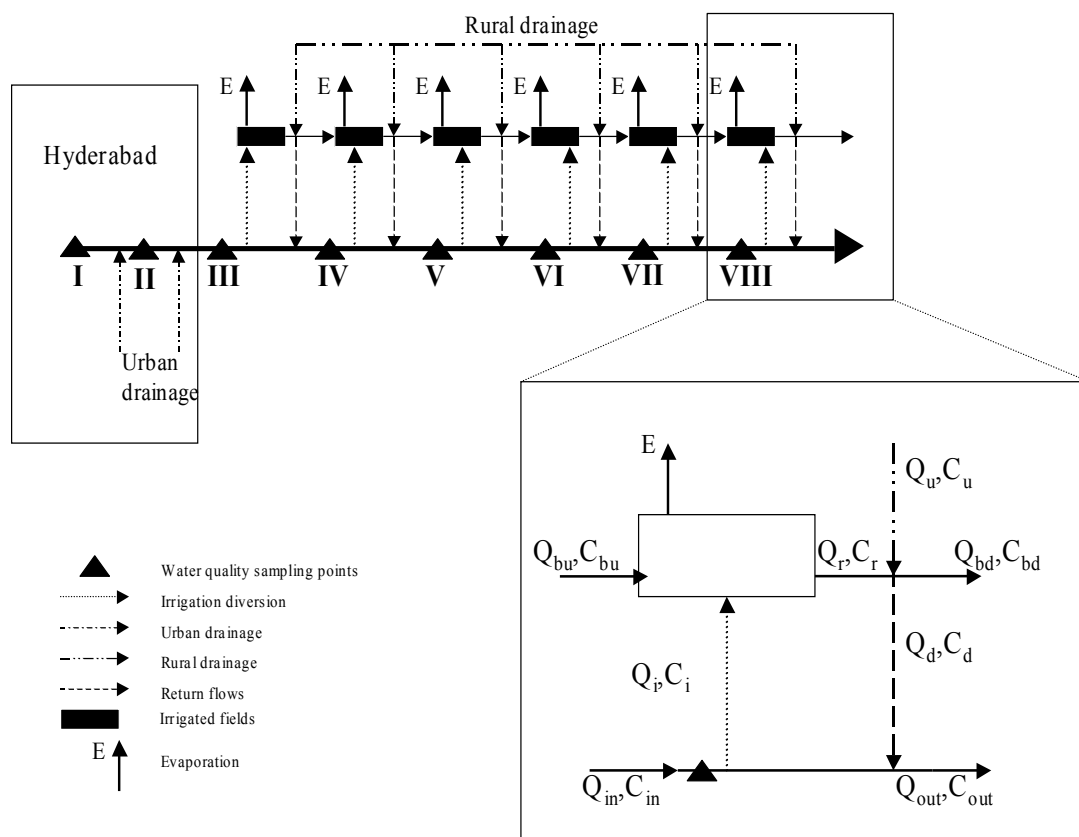 Rural drainage
E E E E E E
Hyderabad
I II III IV V VI VII VIII
Urban
drainage
E
Q_u,C_u
Q_bu,C_bu
Q_r,C_r
Q_bd,C_bd
Q_d,C_d
Q_i,C_i
Q_in,C_in
Q_out,C_out
Water quality sampling points
Irrigation diversion
Urban drainage
Rural drainage
Return flows
Irrigated fields
E
Evaporation